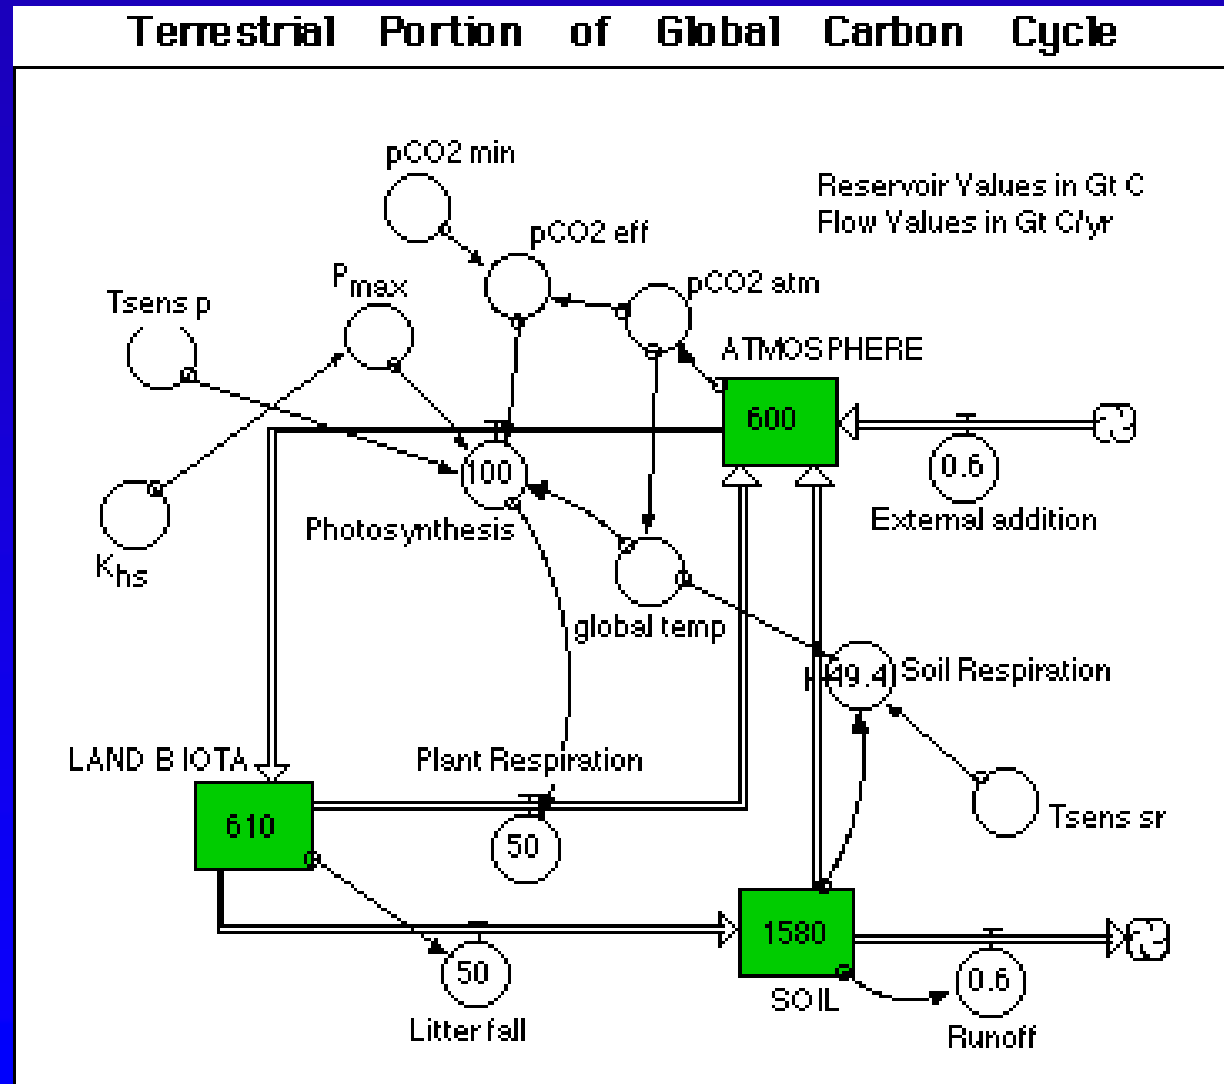 Terrestrial Portion of Global Carbon Cycle
pCO2 min
Reservoir Values in Gt C
Flow Values in Gt C/yr
pCO2 eff
Pmax
pCO2 atm
Tsens p
ATMOSPHERE
600
100
0.6
Photosynthesis
External addition
Khs
global temp
49.4
Soil Respiration
LAND BIOTA
Plant Respiration
610
Tsens sr
50
1580
50
0.6
SOIL
Litter fall
Runoff